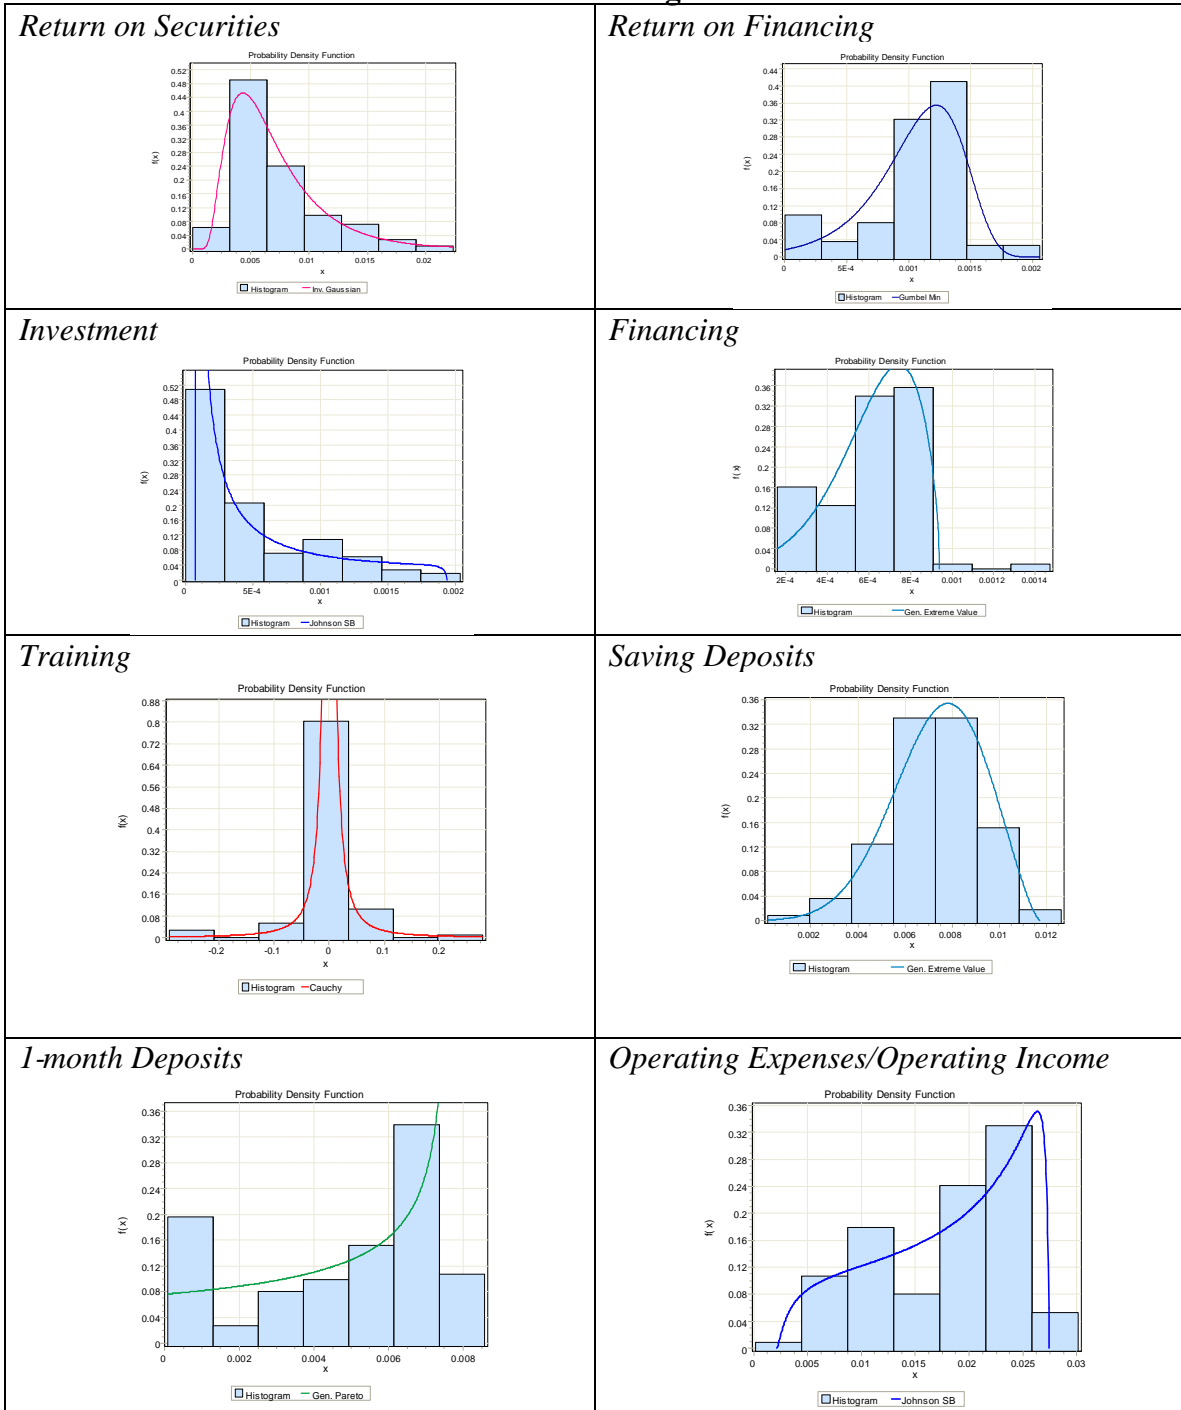 Return on Securities
Probability Density Function
0.52
0.48
0.44
0.4
0.36
0.32
0.28
0.24
0.2
0.16
0.12
0.08
0.04
0
f(x)
0 0.005 0.01 0.015 0.02
x
Histogram Inv. Gaussian
Return on Financing
Probability Density Function
0.44
0.4
0.36
0.32
0.28
0.24
0.2
0.16
0.12
0.08
0.04
0
f(x)
0 5E-4 0.001 0.0015 0.002
x
Histogram Gumbel Min
Investment
Probability Density Function
0.52
0.48
0.44
0.4
0.36
0.32
0.28
0.24
0.2
0.16
0.12
0.08
0.04
0
f(x)
0 5E-4 0.001 0.0015 0.002
x
Histogram Johnson SB
Financing
Probability Density Function
0.36
0.32
0.28
0.24
0.2
0.16
0.12
0.08
0.04
0
f(x)
2E-4 4E-4 6E-4 8E-4 0.001 0.0012 0.0014
x
Histogram Gen. Extreme Value
Training
Probability Density Function
0.88
0.8
0.72
0.64
0.56
0.48
0.4
0.32
0.24
0.16
0.08
0
f(x)
-0.2 -0.1 0 0.1 0.2
x
Histogram Cauchy
Saving Deposits
Probability Density Function
0.36
0.32
0.28
0.24
0.2
0.16
0.12
0.08
0.04
0
f(x)
0.002 0.004 0.006 0.008 0.01 0.012
x
Histogram Gen. Extreme Value
1-month Deposits
Probability Density Function
0.36
0.32
0.28
0.24
0.2
0.16
0.12
0.08
0.04
0
f(x)
0 0.002 0.004 0.006 0.008
x
Histogram Gen. Pareto
Operating Expenses/Operating Income
Probability Density Function
0.36
0.32
0.28
0.24
0.2
0.16
0.12
0.08
0.04
0
f(x)
0 0.005 0.01 0.015 0.02 0.025 0.03
x
Histogram Johnson SB